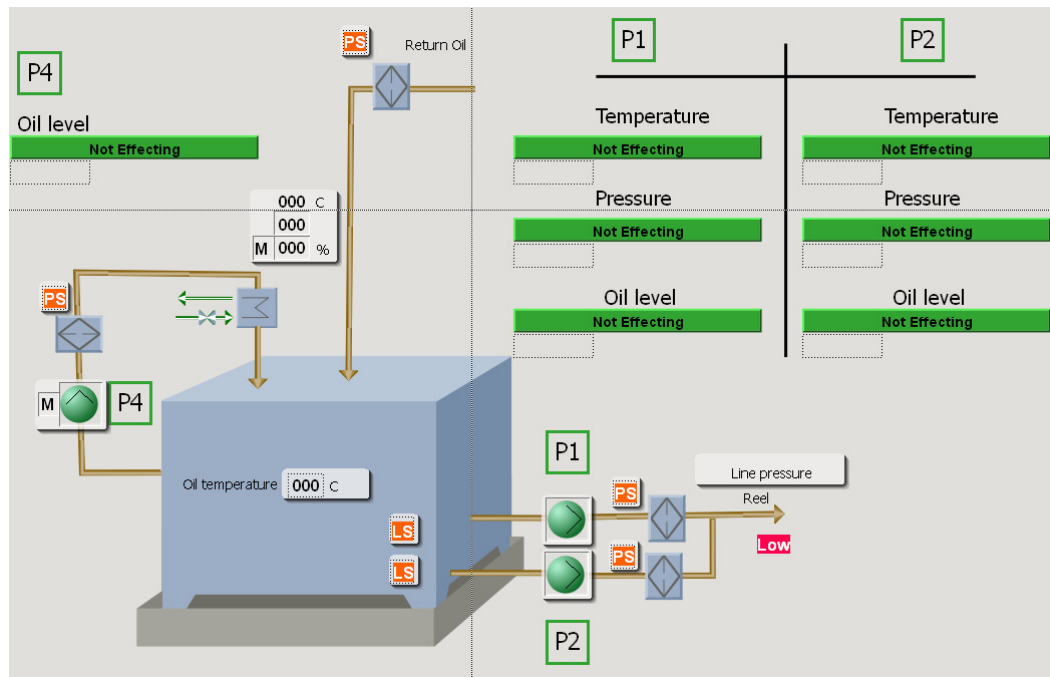 PS
Return Oil
P1
P2
P4
Oil level
Not Effecting
Temperature
Not Effecting
Temperature
Not Effecting
Pressure
Not Effecting
Pressure
Not Effecting
Oil level
Not Effecting
Oil level
Not Effecting
000 C
000
M 000 %
PS
M
P4
Oil temperature 000 C
LS
LS
P1
PS
PS
P2
Line pressure
Reel
Low